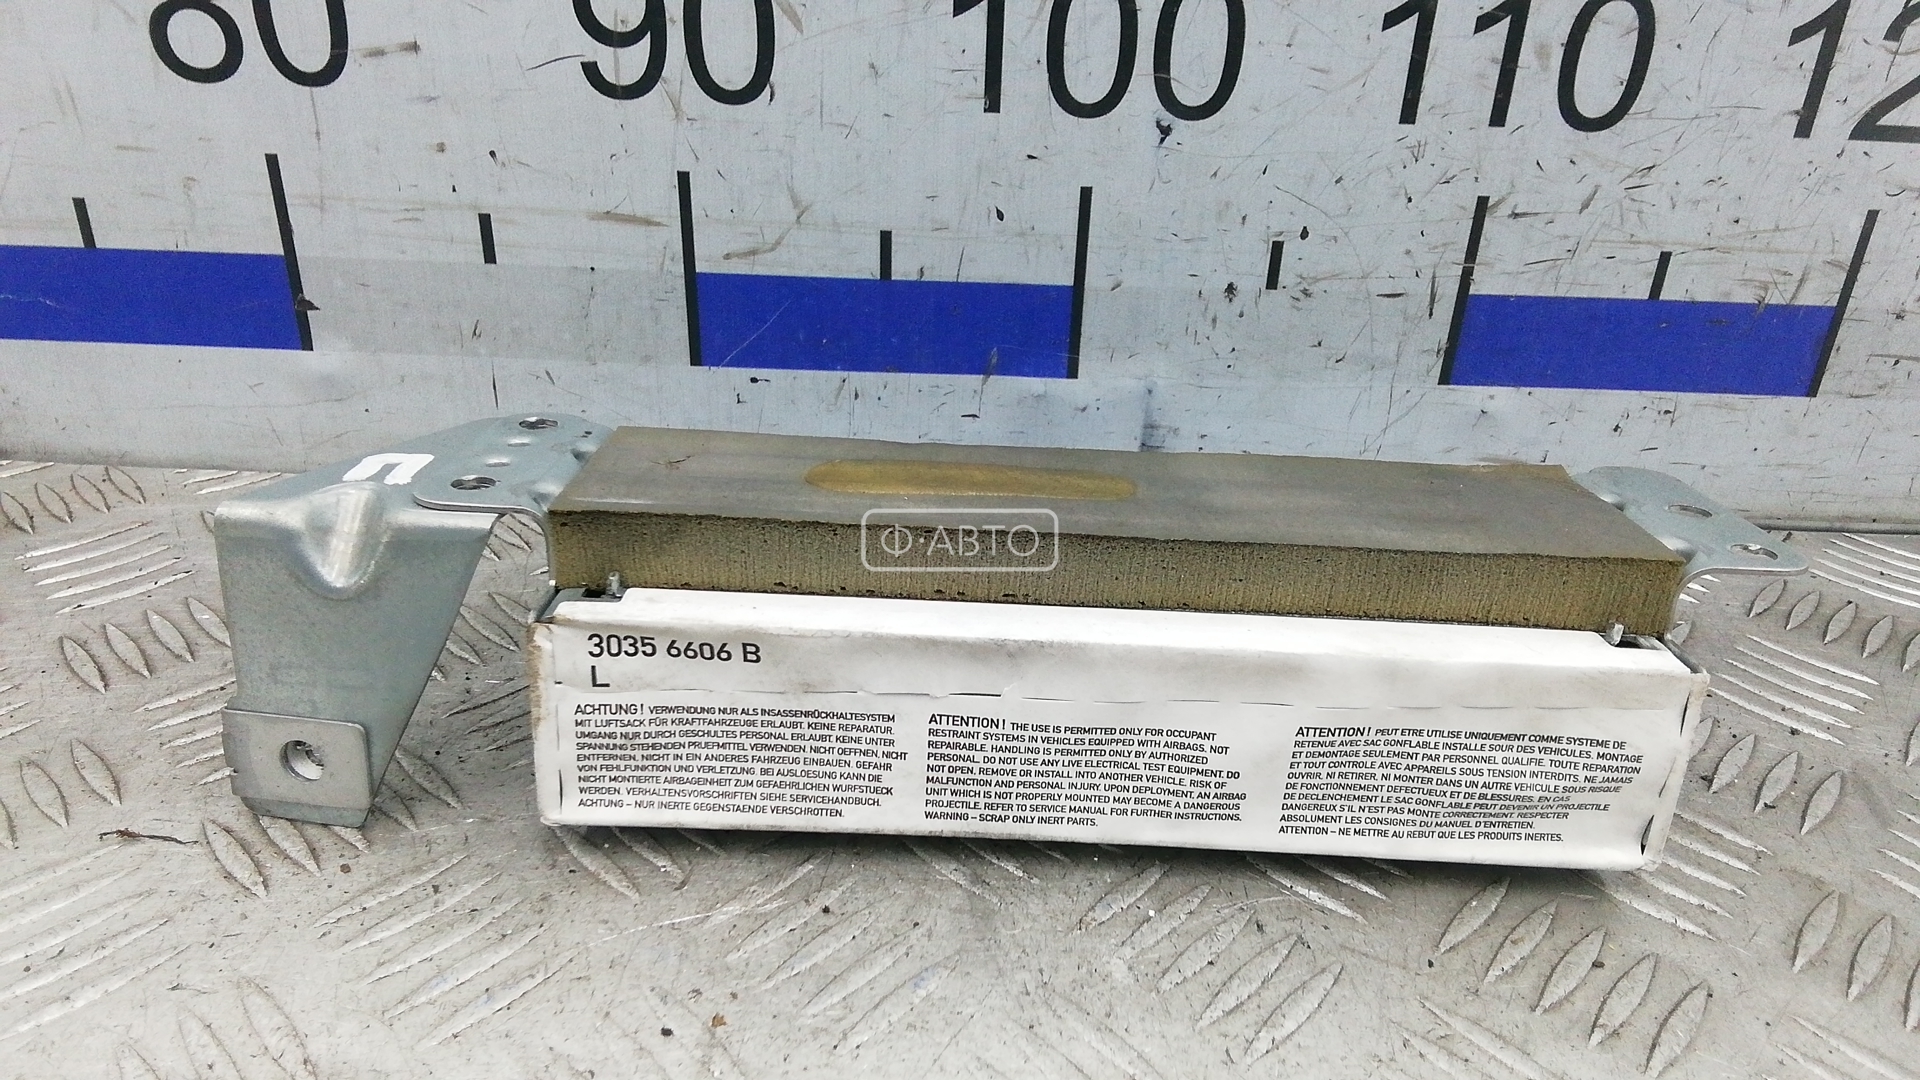 80 90 100 110 12
П
Ф·АВТО
3035 6606 B
L
ACHTUNG! VERWENDUNG NUR ALS INSASSENRÜCKHALTESYSTEM
MIT LUFTSACK FÜR KRAFTFAHRZEUGE ERLAUBT. KEINE REPARATUR.
UMGANG NUR DURCH GESCHULTES PERSONAL ERLAUBT. KEINE UNTER
SPANNUNG STEHENDEN PRUEFMITTEL VERWENDEN. NICHT OEFFNEN, NICHT
ENTFERNEN. NICHT IN EIN ANDERES FAHRZEUG EINBAUEN. GEFAHR
VON FEHLFUNKTION UND VERLETZUNG. BEI AUSLOESUNG KANN DIE
NICHT MONTIERTE AIRBAGEINHEIT ZUM GEFAEHRLICHEN WURFSTUECK
WERDEN. VERHALTENSVORSCHRIFTEN SIEHE SERVICEHANDBUCH.
ACHTUNG – NUR INERTE GEGENSTAENDE VERSCHROTTEN.
ATTENTION! THE USE IS PERMITTED ONLY FOR OCCUPANT
RESTRAINT SYSTEMS IN VEHICLES EQUIPPED WITH AIRBAGS. NOT
REPAIRABLE. HANDLING IS PERMITTED ONLY BY AUTHORIZED
PERSONAL. DO NOT USE ANY LIVE ELECTRICAL TEST EQUIPMENT. DO
NOT OPEN, REMOVE OR INSTALL INTO ANOTHER VEHICLE. RISK OF
MALFUNCTION AND PERSONAL INJURY. UPON DEPLOYMENT, AN AIRBAG
UNIT WHICH IS NOT PROPERLY MOUNTED MAY BECOME A DANGEROUS
PROJECTILE. REFER TO SERVICE MANUAL FOR FURTHER INSTRUCTIONS.
WARNING – SCRAP ONLY INERT PARTS.
ATTENTION! PEUT ETRE UTILISE UNIQUEMENT COMME SYSTEME DE
RETENUE AVEC SAC GONFLABLE INSTALLE SOUR DES VEHICULES. MONTAGE
ET DEMONTAGE SEULEMENT PAR PERSONNEL QUALIFIE. TOUTE REPARATION
ET TOUT CONTROLE AVEC APPAREILS SOUS TENSION INTERDITS. NE JAMAIS
OUVRIR, NI RETIRER, NI MONTER DANS UN AUTRE VEHICULE SOUS RISQUE
DE FONCTIONNEMENT DEFECTUEUX ET DE BLESSURES. EN CAS
DE DECLENCHEMENT LE SAC GONFLABLE PEUT DEVENIR UN PROJECTILE
DANGEREUX S'IL N'EST PAS MONTE CORRECTEMENT. RESPECTER
ABSOLUMENT LES CONSIGNES DU MANUEL D'ENTRETIEN.
ATTENTION – NE METTRE AU REBUT QUE LES PRODUITS INERTES.